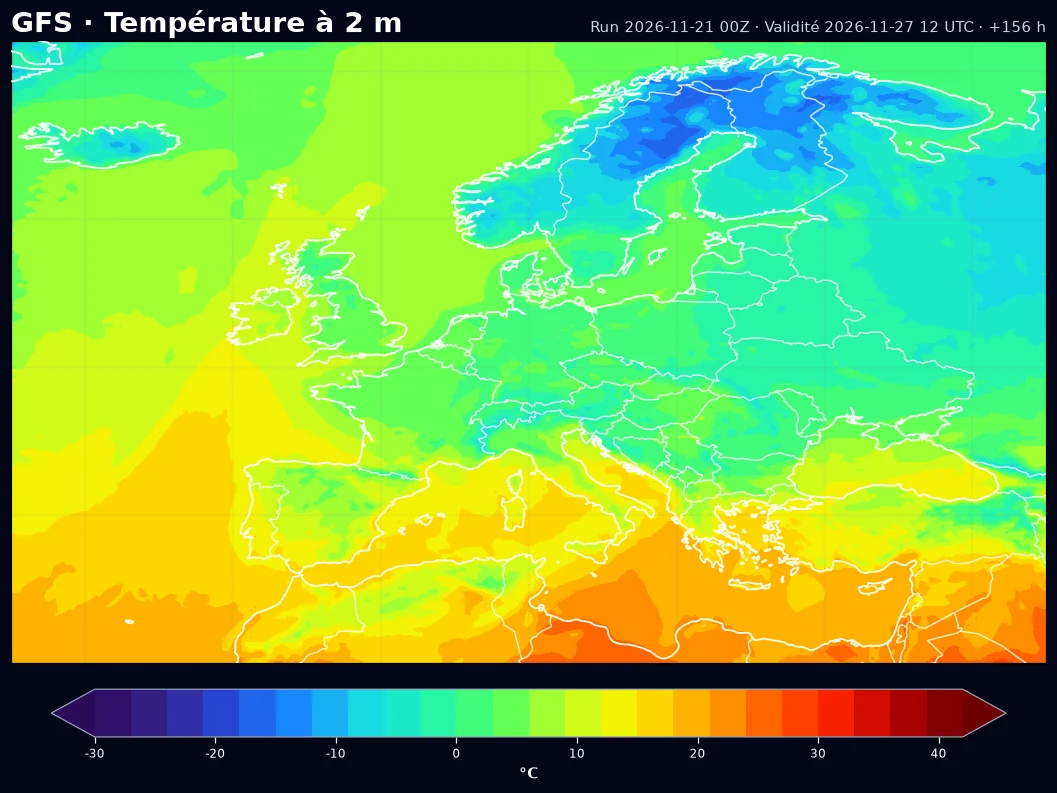 GFS · Température à 2 m
Run 2026-11-21 00Z · Validité 2026-11-27 12 UTC · +156 h
-30 -20 -10 0 10 20 30 40
°C